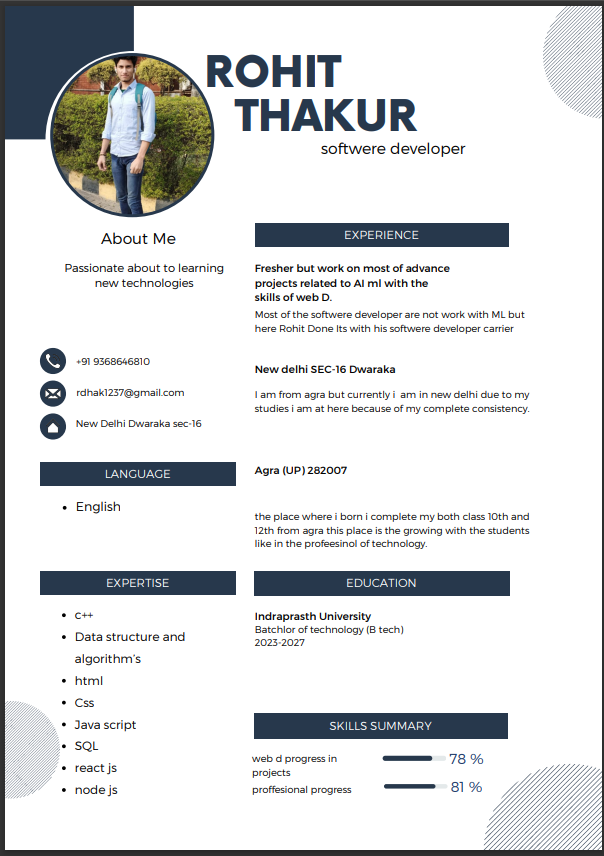 ROHIT
THAKUR
softwere developer
About Me
Passionate about to learning
new technologies
+91 9368646810
rdhak1237@gmail.com
New Delhi Dwaraka sec-16
LANGUAGE
English
EXPERTISE
c++
Data structure and
algorithm's
html
Css
Java script
SQL
react js
node js
EXPERIENCE
Fresher but work on most of advance
projects related to AI ml with the
skills of web D.
Most of the softwere developer are not work with ML but
here Rohit Done Its with his softwere developer carrier
New delhi SEC-16 Dwaraka
I am from agra but currently i am in new delhi due to my
studies i am at here because of my complete consistency.
Agra (UP) 282007
the place where i born i complete my both class 10th and
12th from agra this place is the growing with the students
like in the profeesinol of technology.
EDUCATION
Indraprasth University
Batchlor of technology (B tech)
2023-2027
SKILLS SUMMARY
web d progress in
projects
78 %
proffesional progress
81 %